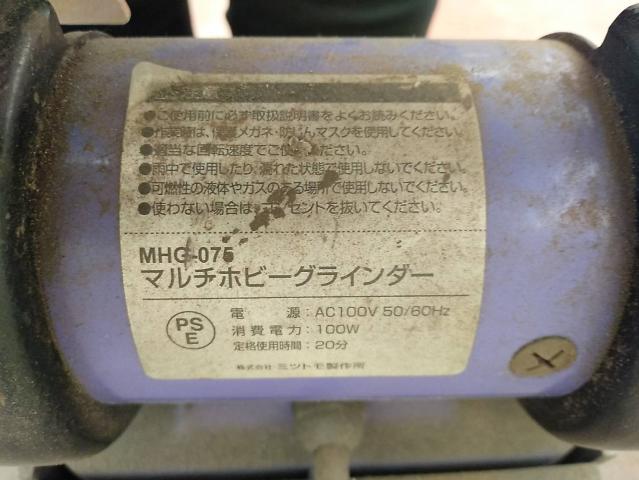 ●ご使用前に必ず取扱説明書をよくお読みください。
●作業時は、保護メガネ・防じんマスクを使用してください。
●適当な回転速度でご使用ください。
●雨中で使用したり、濡れた状態で使用しないでください。
●可燃性の液体やガスのある場所で使用しないでください。
●使わない場合は コンセントを抜いてください。
MHG-075
マルチホビーグラインダー
電 源：AC100V 50/60Hz
PSE
消費電力：100W
定格使用時間：20分
株式会社 ミツトモ製作所